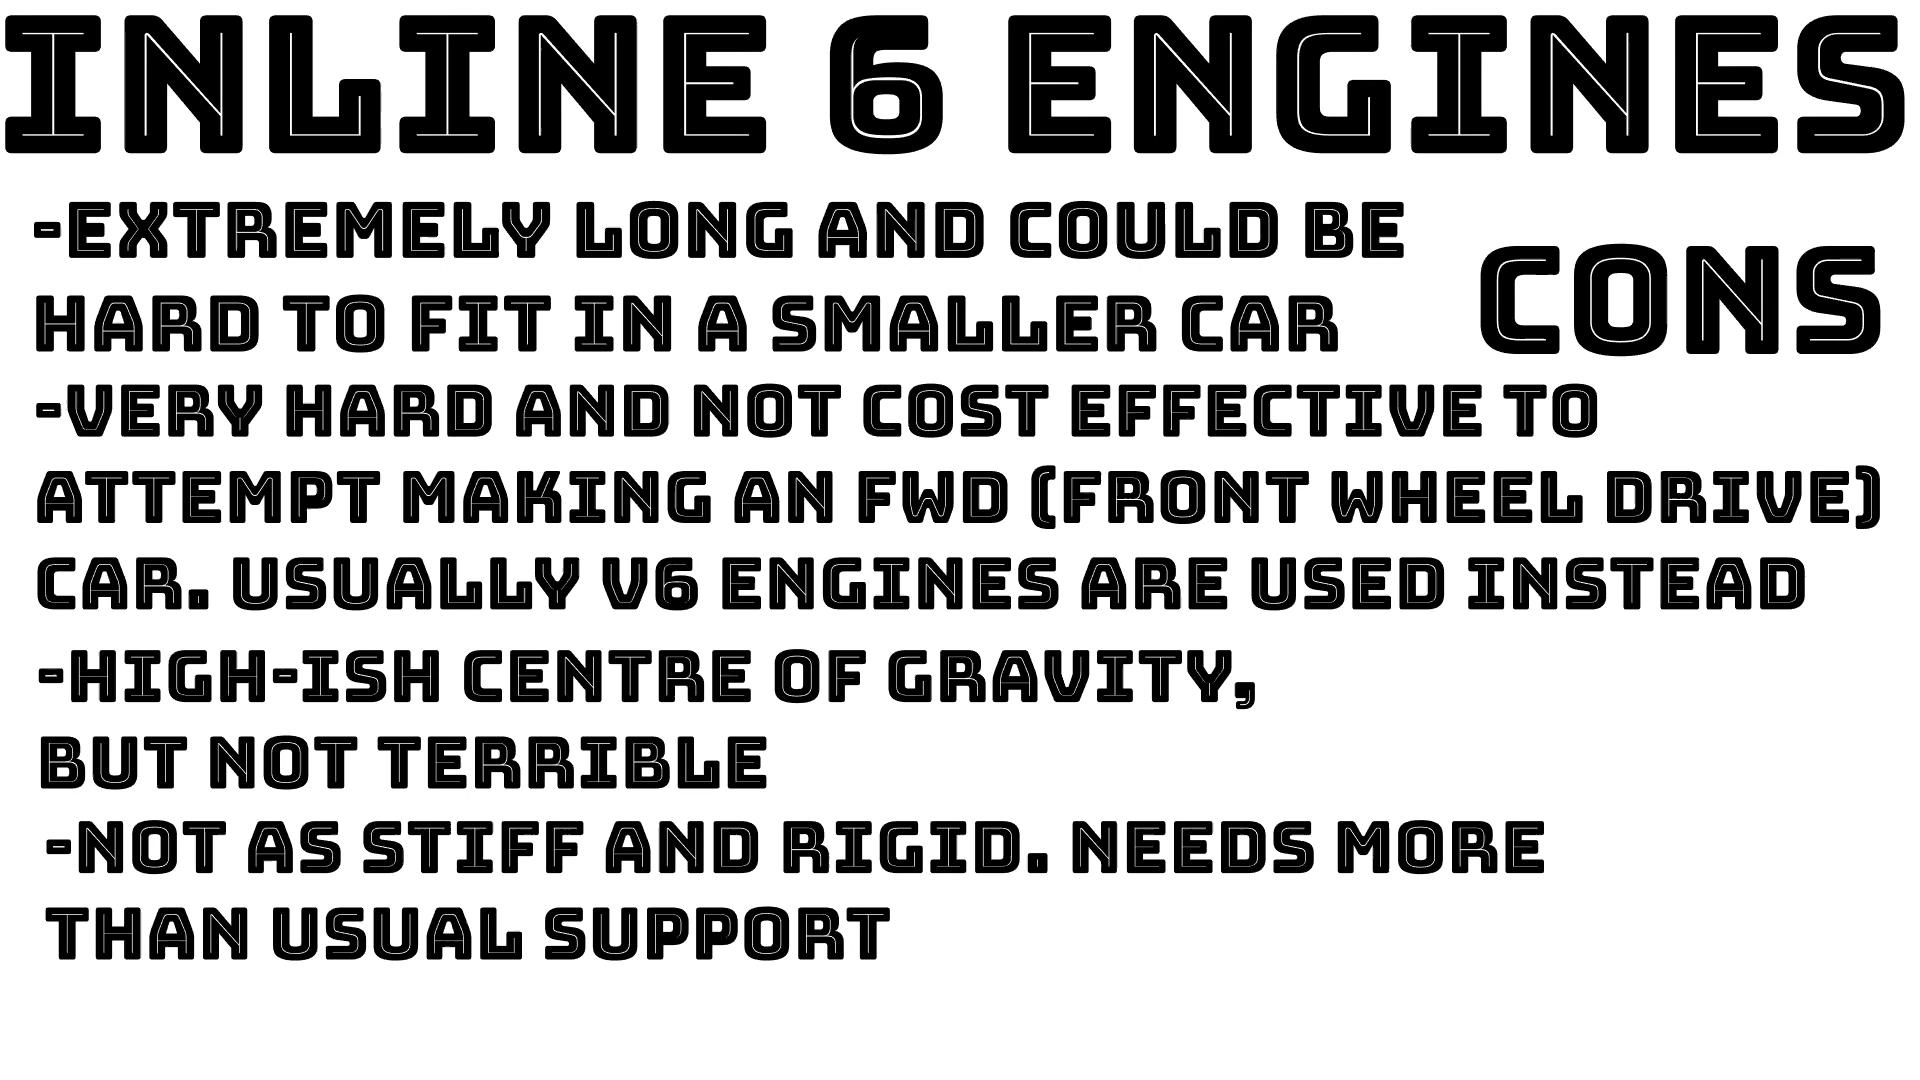 INLINE 6 ENGINES
-EXTREMELY LONG AND COULD BE
HARD TO FIT IN A SMALLER CAR
CONS
-VERY HARD AND NOT COST EFFECTIVE TO
ATTEMPT MAKING AN FWD (FRONT WHEEL DRIVE)
CAR. USUALLY V6 ENGINES ARE USED INSTEAD
-HIGH-ISH CENTRE OF GRAVITY,
BUT NOT TERRIBLE
-NOT AS STIFF AND RIGID. NEEDS MORE
THAN USUAL SUPPORT